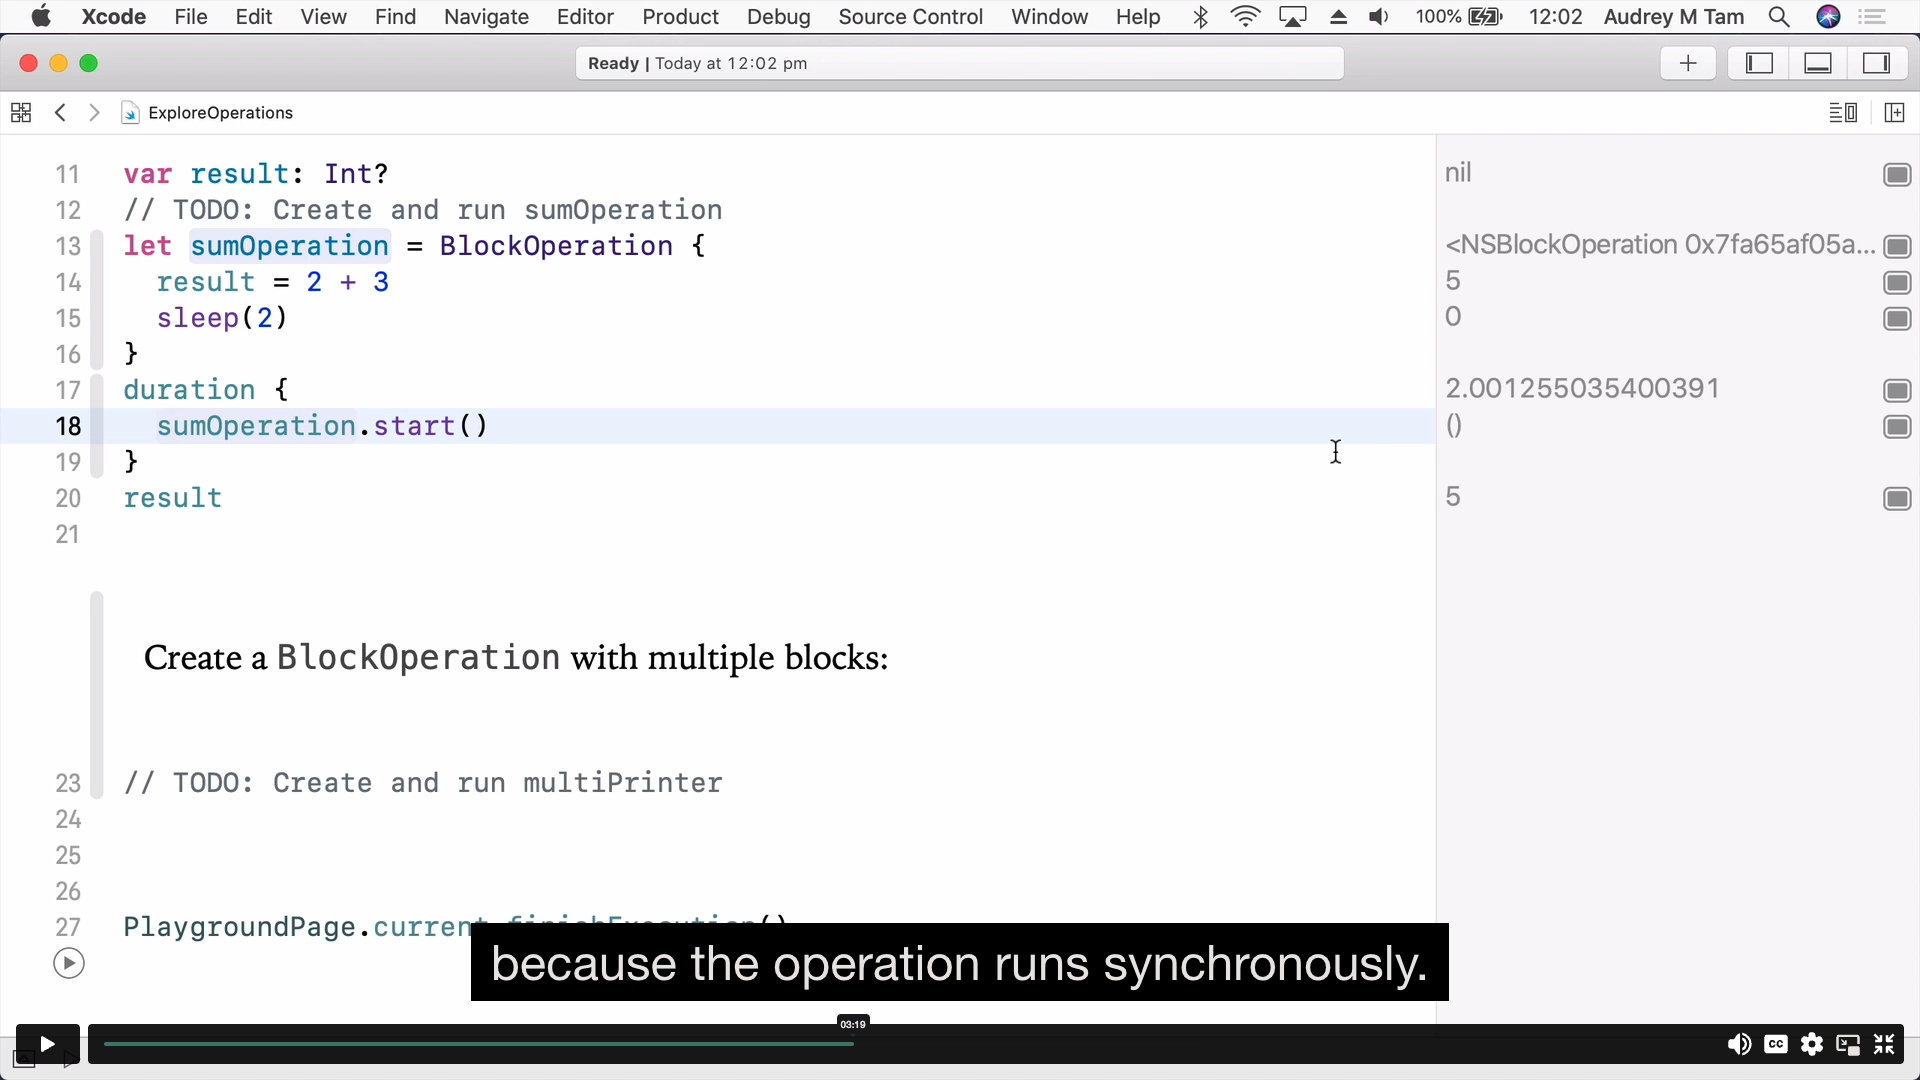 Xcode File Edit View Find Navigate Editor Product Debug Source Control Window Help 100% 12:02 Audrey M Tam
Ready | Today at 12:02 pm
ExploreOperations
11 var result: Int? nil
12 // TODO: Create and run sumOperation
13 let sumOperation = BlockOperation { <NSBlockOperation 0x7fa65af05a...
14 result = 2 + 3 5
15 sleep(2) 0
16 }
17 duration { 2.001255035400391
18 sumOperation.start() ()
19 }
20 result 5
21
Create a BlockOperation with multiple blocks:
23 // TODO: Create and run multiPrinter
24
25
26
27 PlaygroundPage.current.finishExecution()
because the operation runs synchronously.
03:19
CC